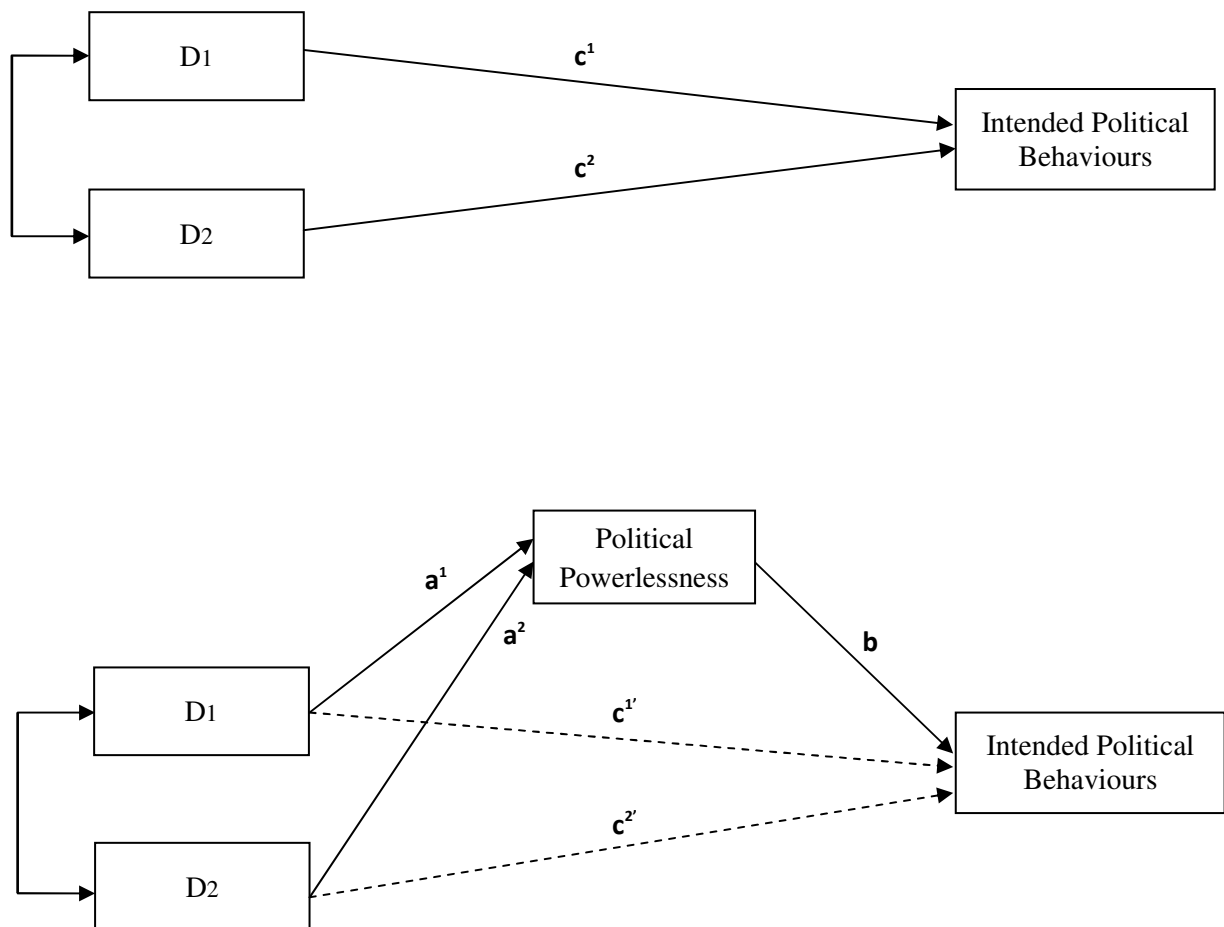 D1
c¹
Intended Political
Behaviours
c²
D2
Political
Powerlessness
a¹
a²
b
D1
c¹’
Intended Political
Behaviours
c²’
D2